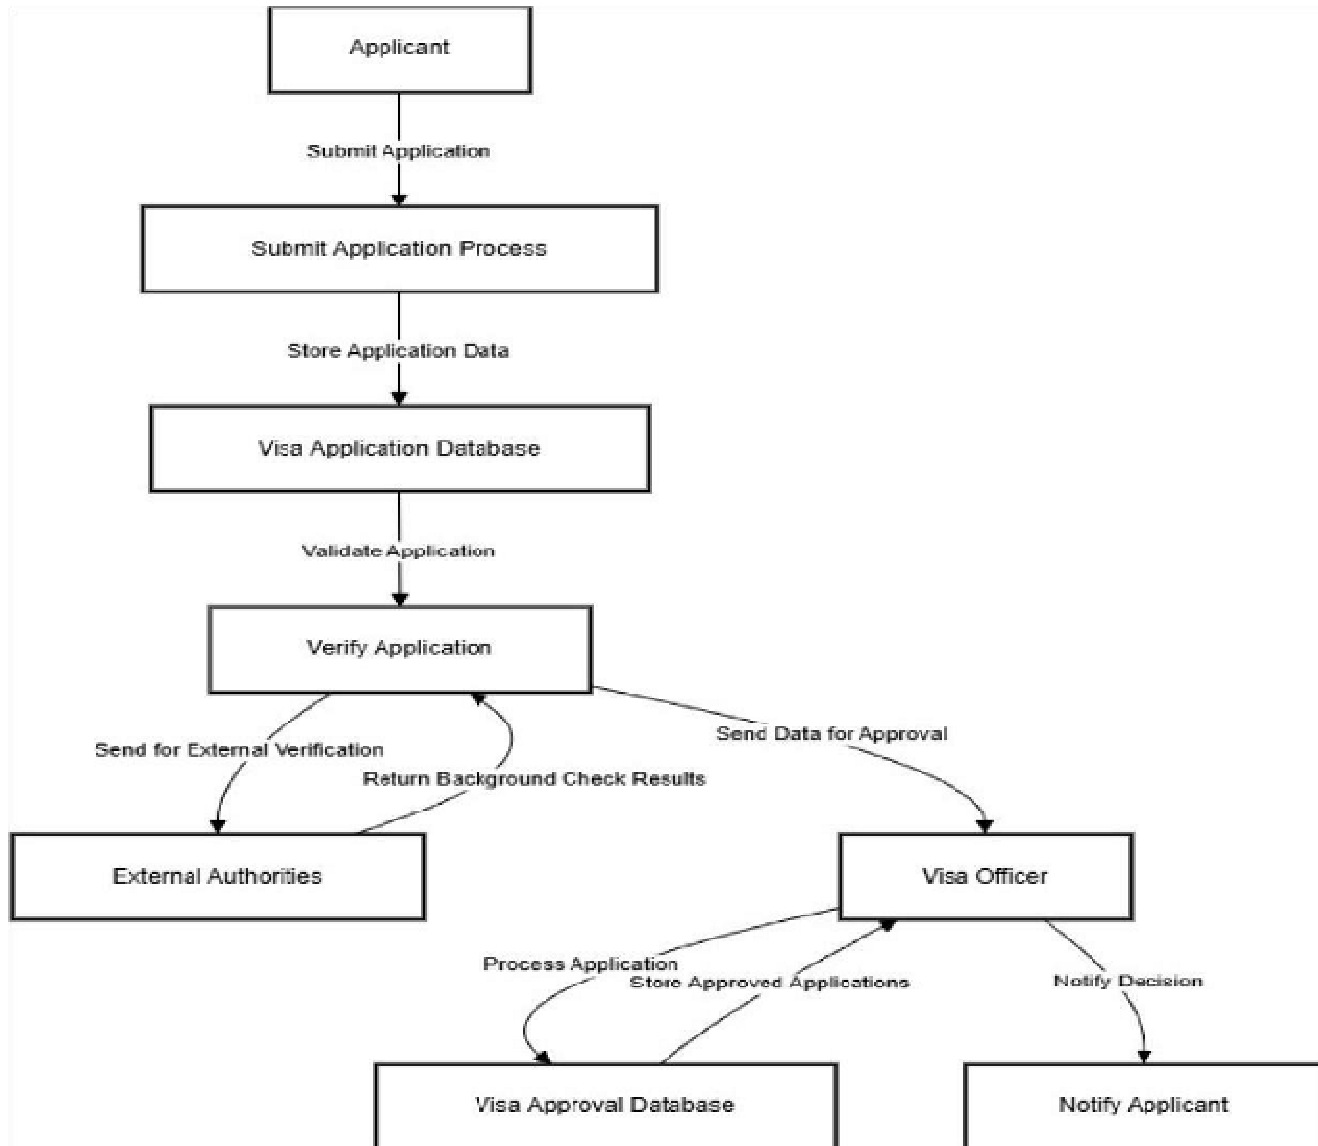 Applicant
Submit Application
Submit Application Process
Store Application Data
Visa Application Database
Validate Application
Verify Application
Send for External Verification
Return Background Check Results
Send Data for Approval
External Authorities
Visa Officer
Process Application
Store Approved Applications
Notify Decision
Visa Approval Database
Notify Applicant